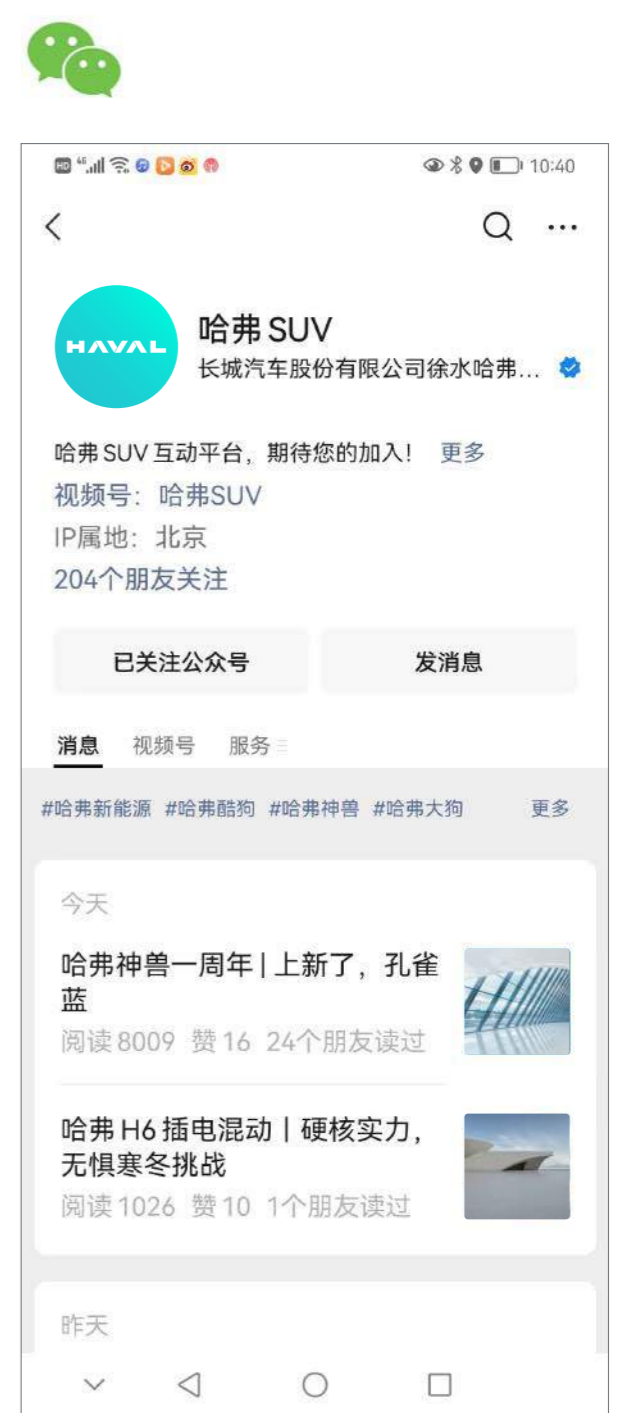 HD 4G 10:40
HAVAL
哈弗 SUV
长城汽车股份有限公司徐水哈弗...
哈弗 SUV 互动平台，期待您的加入！ 更多
视频号：哈弗SUV
IP属地：北京
204个朋友关注
已关注公众号 发消息
消息 视频号 服务
#哈弗新能源 #哈弗酷狗 #哈弗神兽 #哈弗大狗 更多
今天
哈弗神兽一周年 | 上新了，孔雀
蓝
阅读 8009 赞 16 24个朋友读过
哈弗 H6 插电混动丨硬核实力，
无惧寒冬挑战
阅读 1026 赞 10 1个朋友读过
昨天